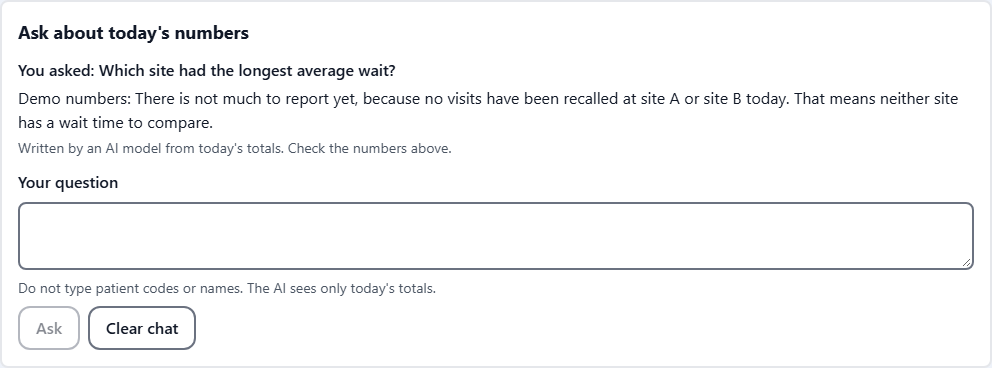 Ask about today's numbers
You asked: Which site had the longest average wait?
Demo numbers: There is not much to report yet, because no visits have been recalled at site A or site B today. That means neither site
has a wait time to compare.
Written by an AI model from today's totals. Check the numbers above.
Your question
Do not type patient codes or names. The AI sees only today's totals.
Ask
Clear chat